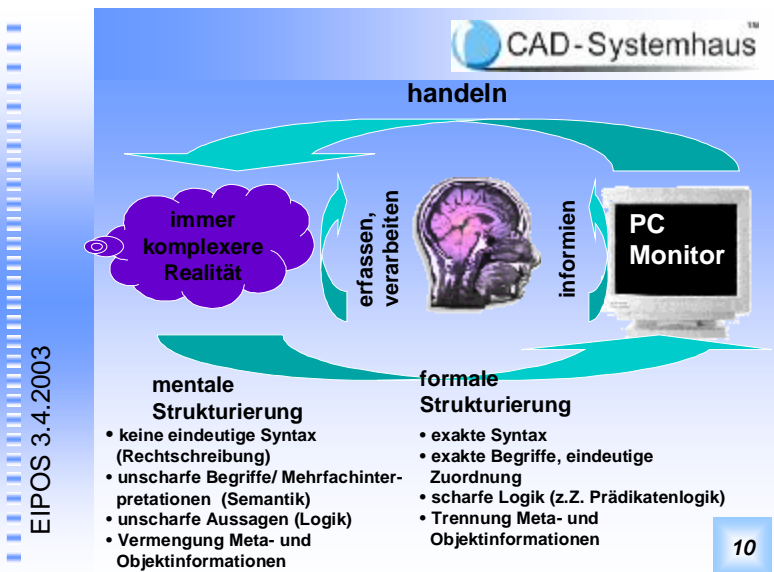 CAD-Systemhaus™
handeln
immer
komplexere
Realität
erfassen,
verarbeiten
informien
PC
Monitor
EIPOS 3.4.2003
mentale
Strukturierung
• keine eindeutige Syntax
(Rechtschreibung)
• unscharfe Begriffe/ Mehrfachinter-
pretationen (Semantik)
• unscharfe Aussagen (Logik)
• Vermengung Meta- und
Objektinformationen
formale
Strukturierung
• exakte Syntax
• exakte Begriffe, eindeutige
Zuordnung
• scharfe Logik (z.Z. Prädikatenlogik)
• Trennung Meta- und
Objektinformationen
10